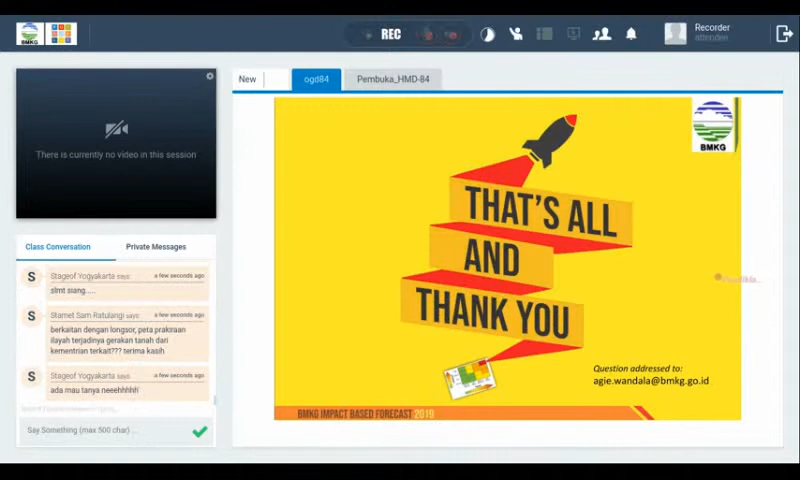 BMKG
REC
Recorder
attendee
There is currently no video in this session
New
ogd84
Pembuka_HMD-84
BMKG
THAT'S ALL
AND
THANK YOU
Question addressed to:
agie.wandala@bmkg.go.id
BMKG IMPACT BASED FORECAST 2019
Class Conversation
Private Messages
S
Stageof Yogyakarta says:
a few seconds ago
slmt siang.....
S
Stamet Sam Ratulangi says:
a few seconds ago
berkaitan dengan longsor, peta prakiraan
ilayah terjadinya gerakan tanah dari
kementrian terkait??? terima kasih
S
Stageof Yogyakarta says:
a few seconds ago
ada mau tanya neeehhhhh
Say Something (max 500 char) ...